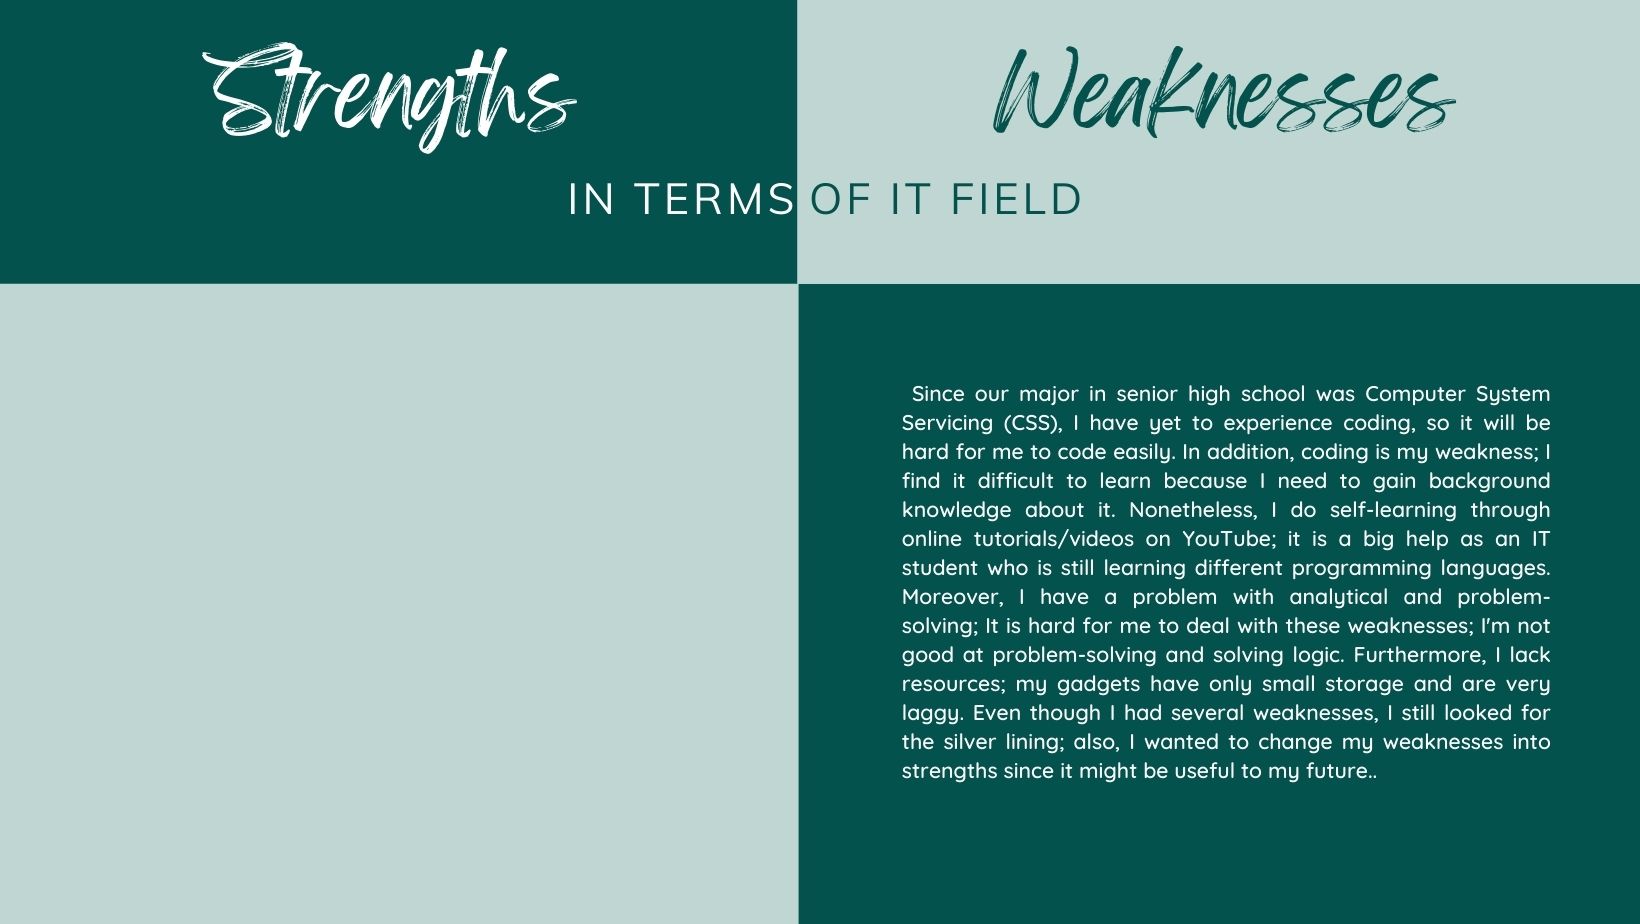 Strengths
Weaknesses
IN TERMS OF IT FIELD
Since our major in senior high school was Computer System
Servicing (CSS), I have yet to experience coding, so it will be
hard for me to code easily. In addition, coding is my weakness; I
find it difficult to learn because I need to gain background
knowledge about it. Nonetheless, I do self-learning through
online tutorials/videos on YouTube; it is a big help as an IT
student who is still learning different programming languages.
Moreover, I have a problem with analytical and problem-
solving; It is hard for me to deal with these weaknesses; I'm not
good at problem-solving and solving logic. Furthermore, I lack
resources; my gadgets have only small storage and are very
laggy. Even though I had several weaknesses, I still looked for
the silver lining; also, I wanted to change my weaknesses into
strengths since it might be useful to my future..